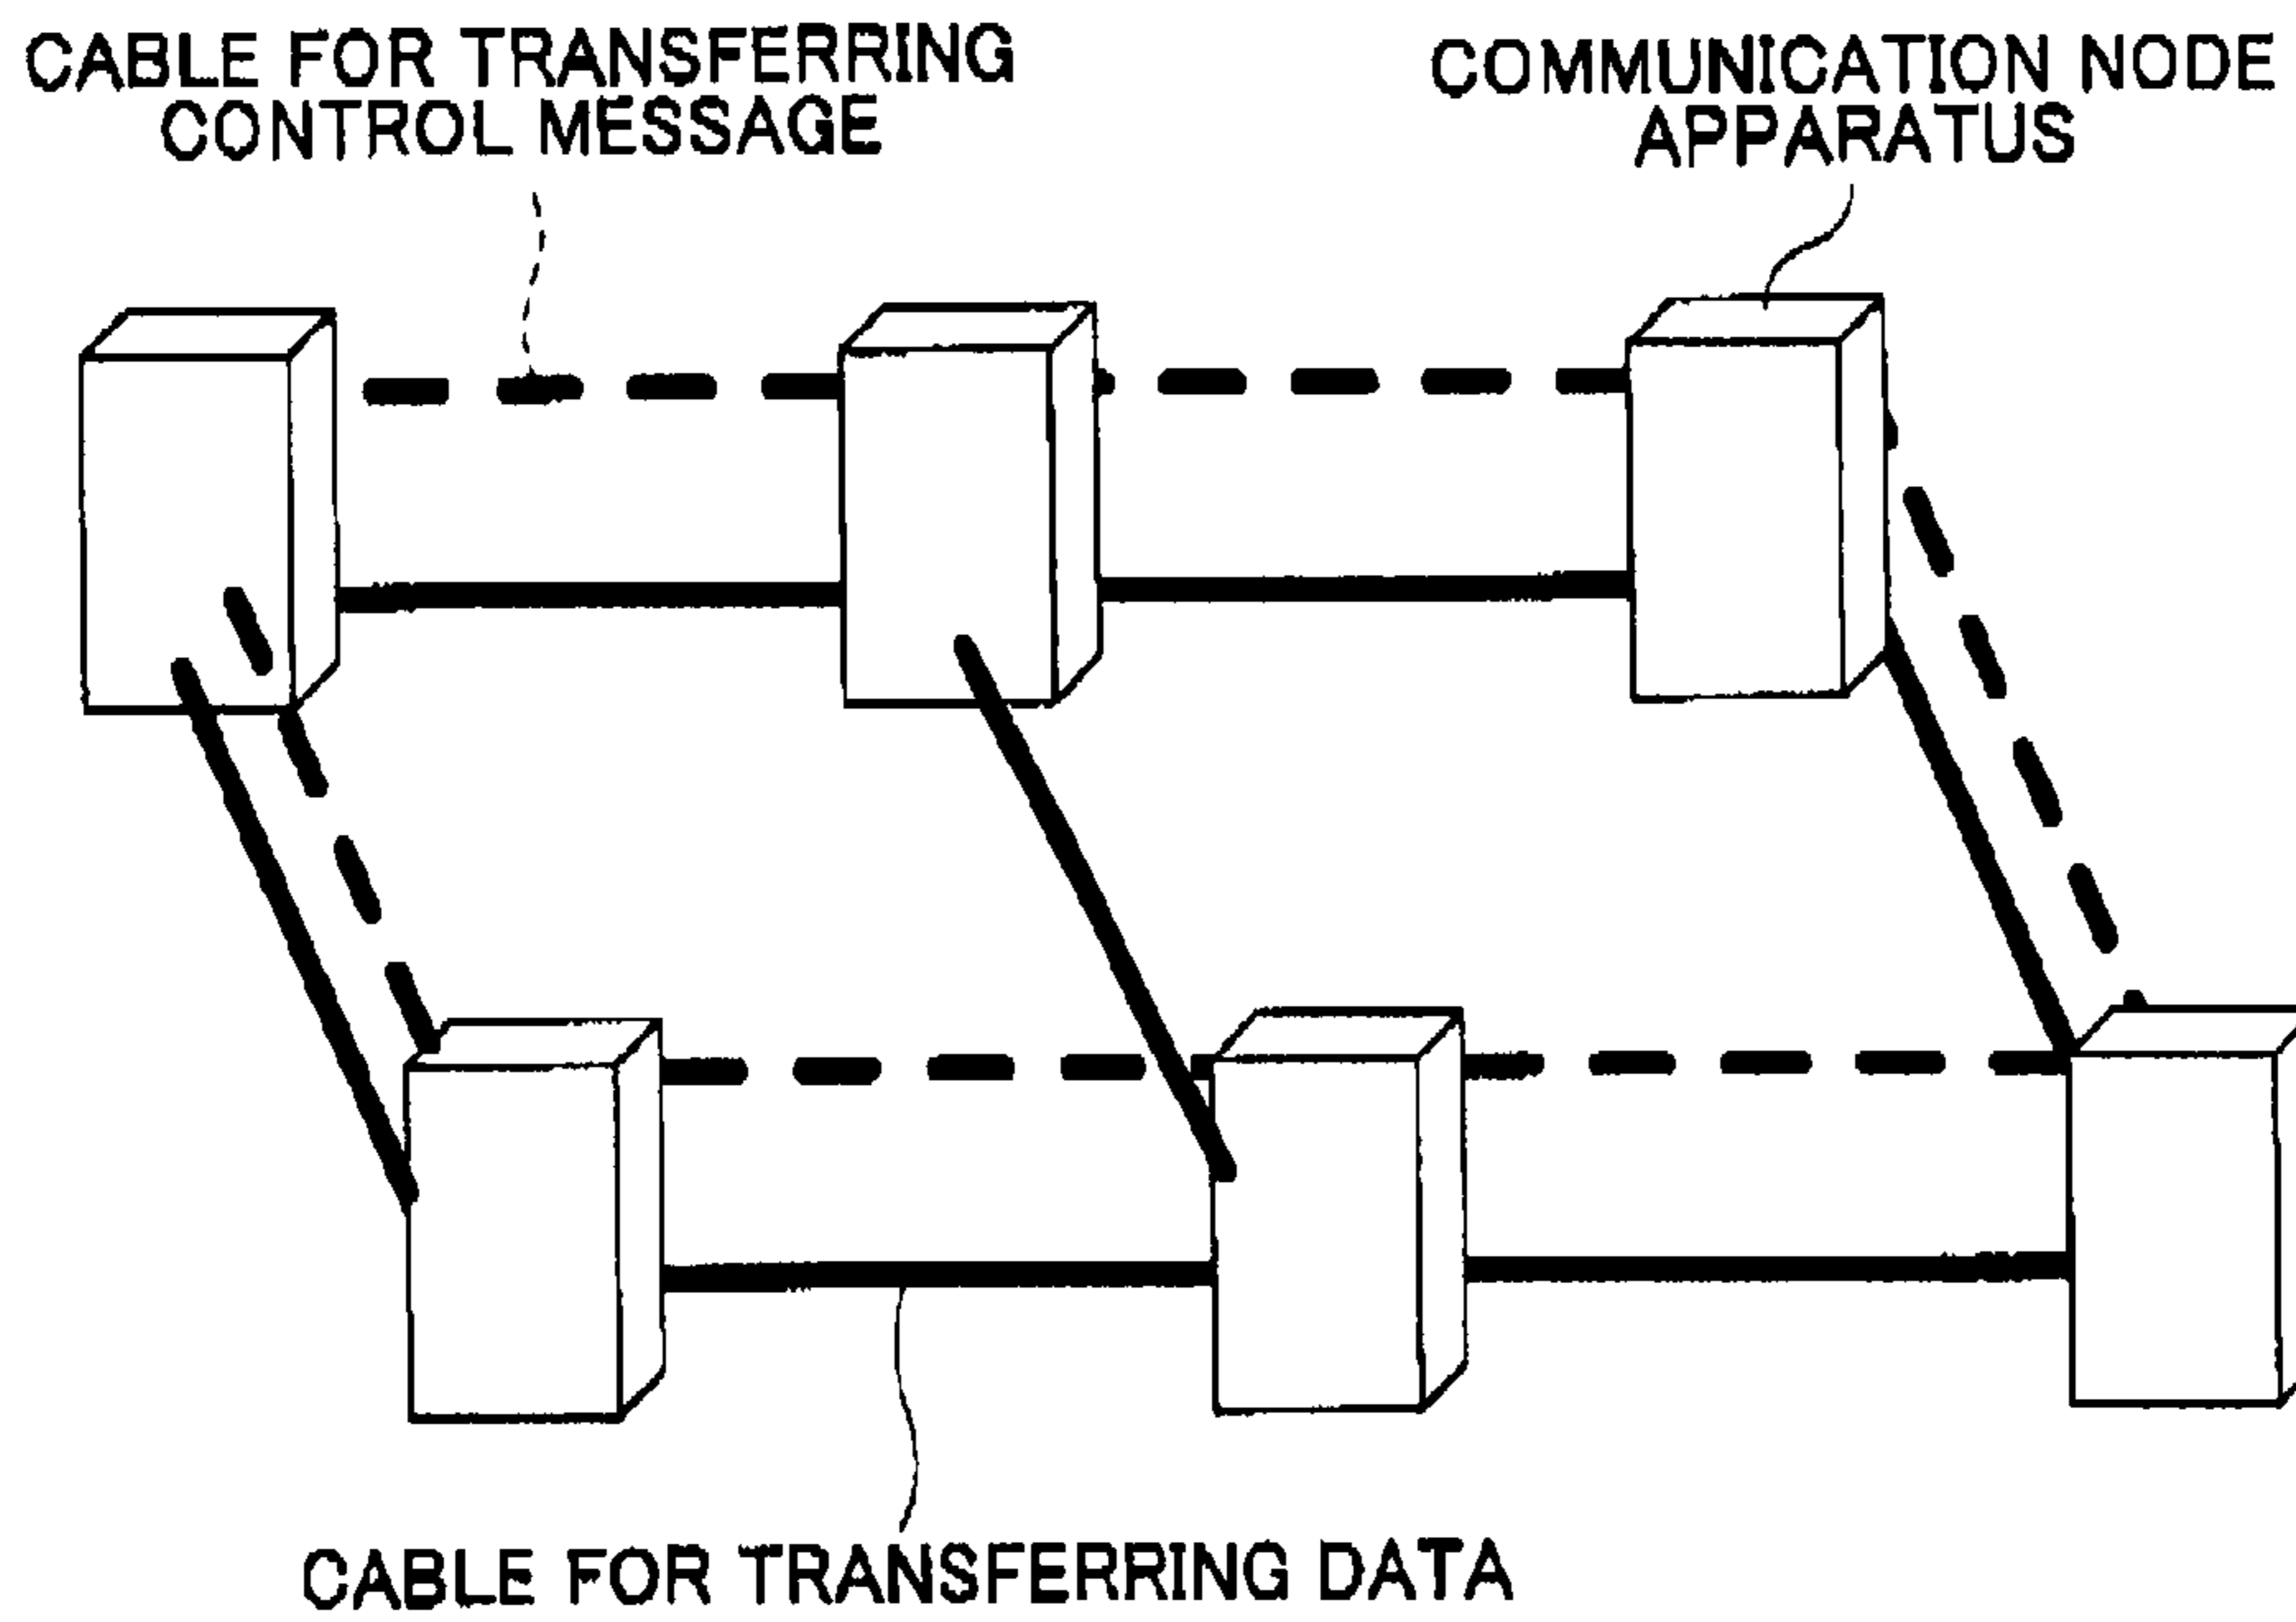 CABLE FOR TRANSFERRING
CONTROL MESSAGE
COMMUNICATION NODE
APPARATUS
CABLE FOR TRANSFERRING DATA